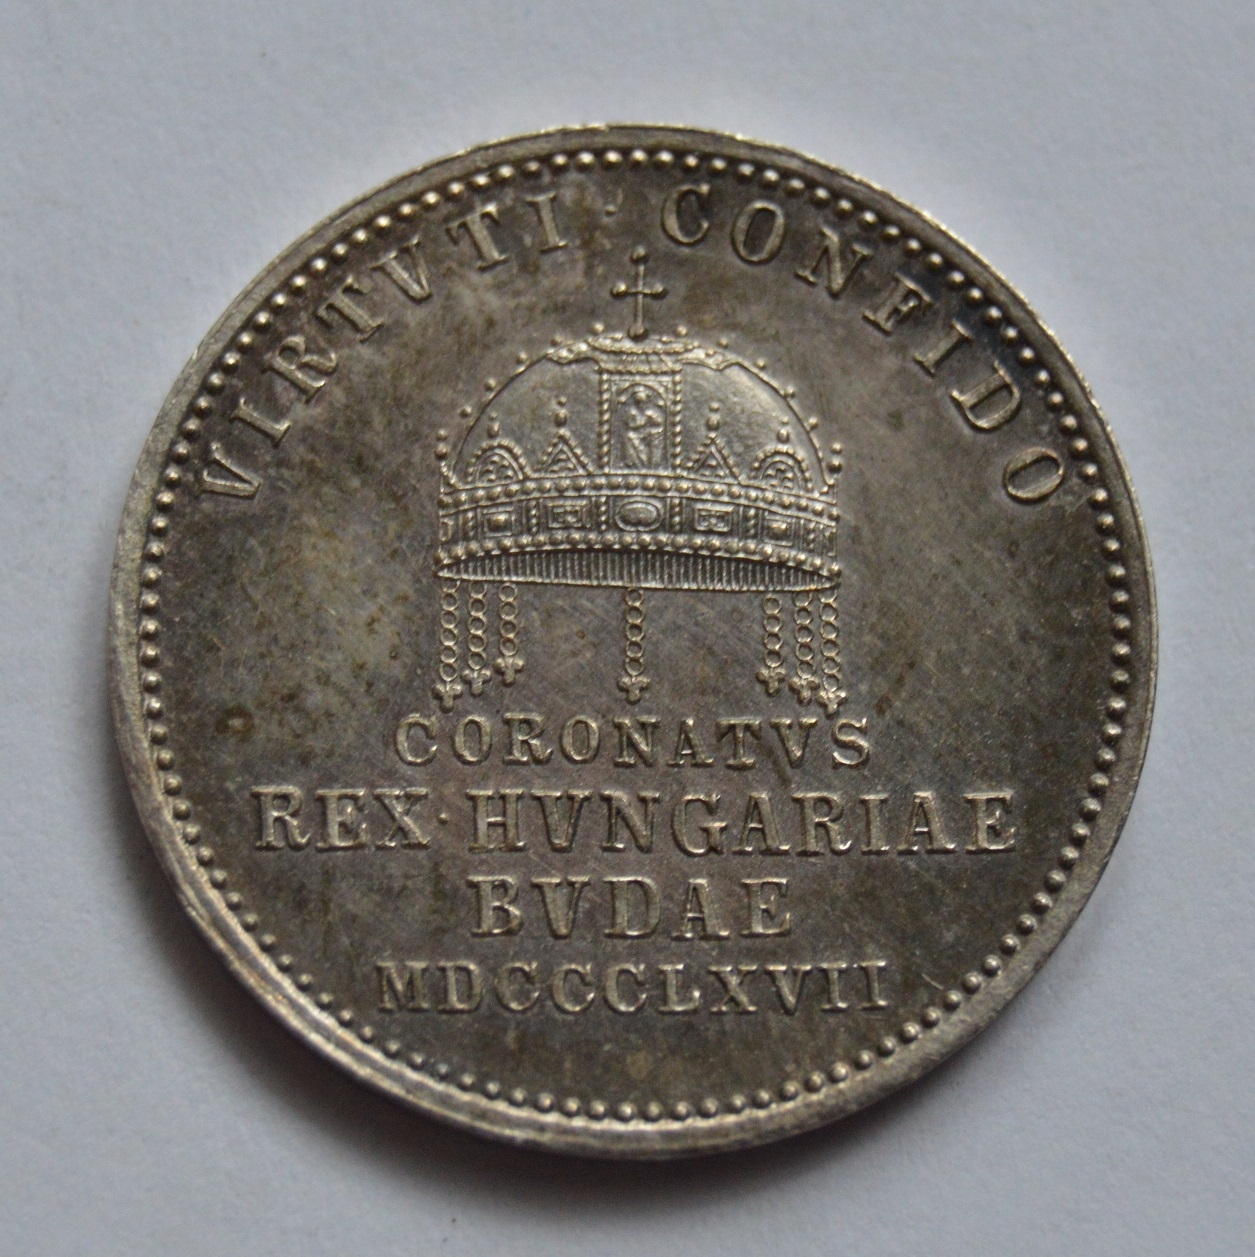 VIRTVTI · CONFIDO
CORONATVS
REX · HVNGARIAE
BVDAE
MDCCCLXVII